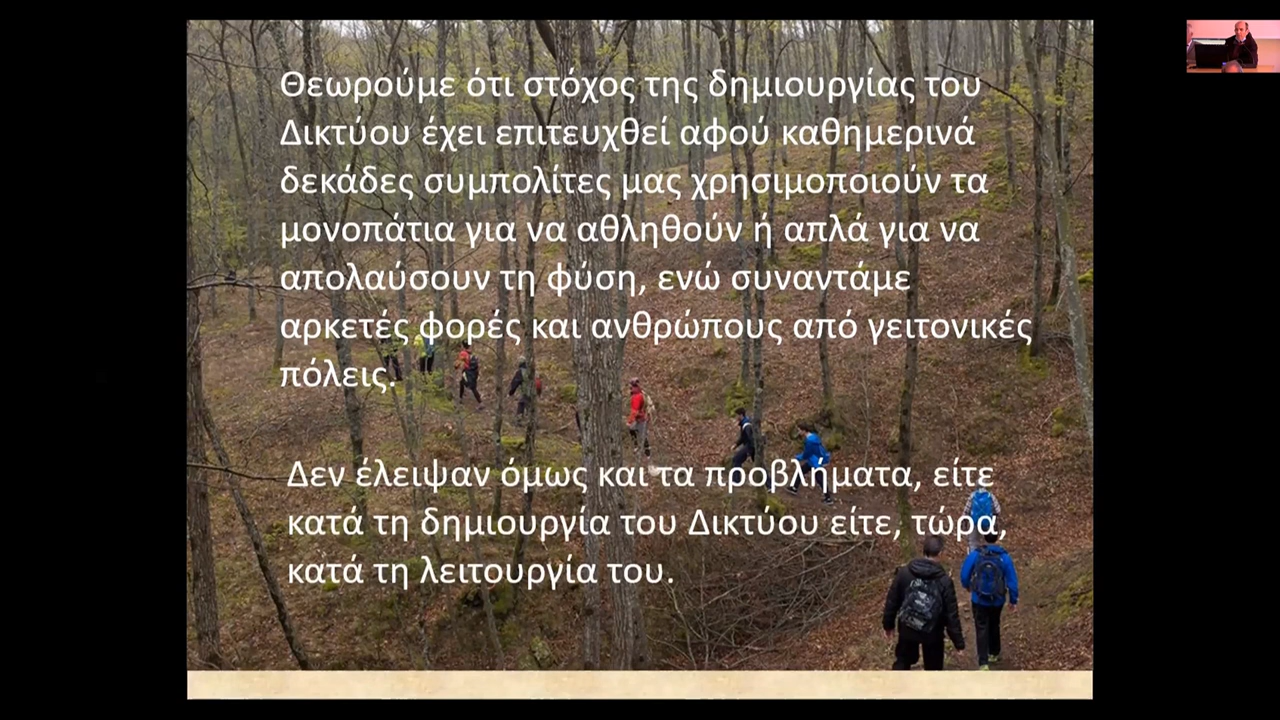 Θεωρούμε ότι στόχος της δημιουργίας του
Δικτύου έχει επιτευχθεί αφού καθημερινά
δεκάδες συμπολίτες μας χρησιμοποιούν τα
μονοπάτια για να αθληθούν ή απλά για να
απολαύσουν τη φύση, ενώ συναντάμε
αρκετές φορές και ανθρώπους από γειτονικές
πόλεις.
Δεν έλειψαν όμως και τα προβλήματα, είτε
κατά τη δημιουργία του Δικτύου είτε, τώρα,
κατά τη λειτουργία του.